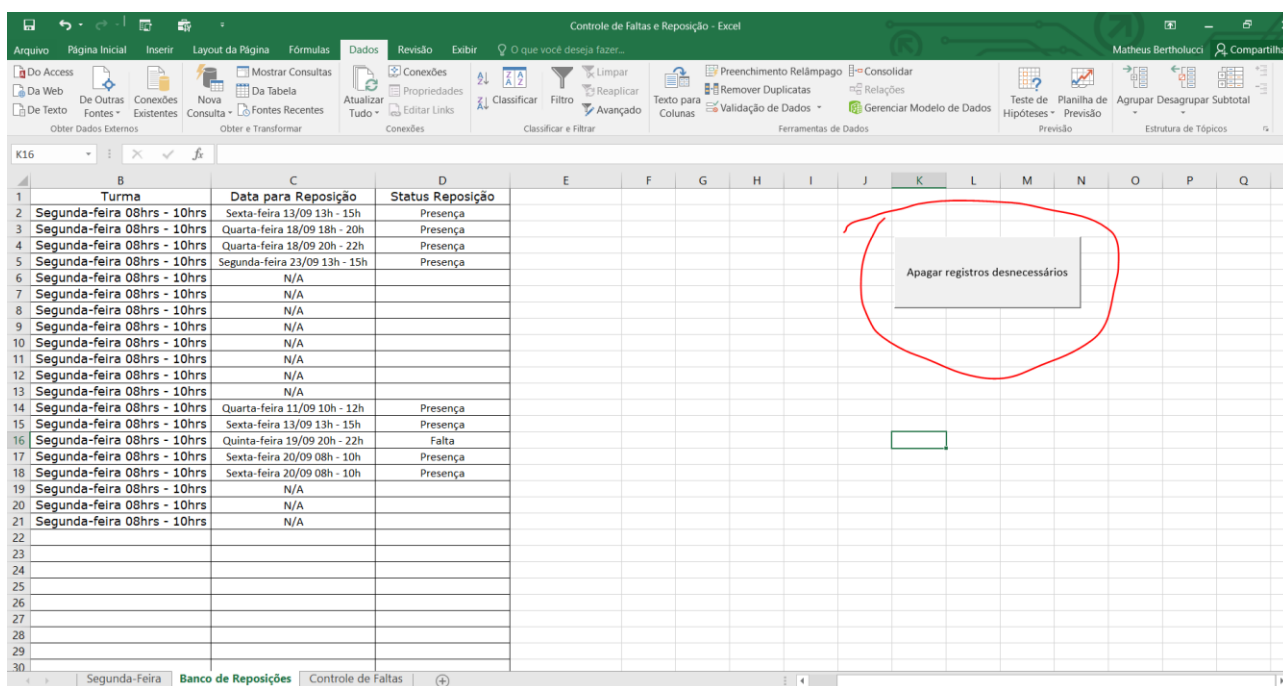 Controle de Faltas e Reposição - Excel
Arquivo Página Inicial Inserir Layout da Página Fórmulas Dados Revisão Exibir O que você deseja fazer... Matheus Bertholucci Compartilha
Do Access
Da Web
De Texto
De Outras Fontes
Conexões Existentes
Obter Dados Externos
Nova Consulta
Mostrar Consultas
Da Tabela
Fontes Recentes
Obter e Transformar
Atualizar Tudo
Conexões
Propriedades
Editar Links
Conexões
Classificar
Filtro
Limpar
Reaplicar
Avançado
Classificar e Filtrar
Texto para Colunas
Preenchimento Relâmpago
Remover Duplicatas
Validação de Dados
Consolidar
Relações
Gerenciar Modelo de Dados
Ferramentas de Dados
Teste de Hipóteses
Planilha de Previsão
Previsão
Agrupar Desagrupar Subtotal
Estrutura de Tópicos
K16 fx
B C D E F G H I J K L M N O P Q
1 Turma Data para Reposição Status Reposição
2 Segunda-feira 08hrs - 10hrs Sexta-feira 13/09 13h - 15h Presença
3 Segunda-feira 08hrs - 10hrs Quarta-feira 18/09 18h - 20h Presença
4 Segunda-feira 08hrs - 10hrs Quarta-feira 18/09 20h - 22h Presença
5 Segunda-feira 08hrs - 10hrs Segunda-feira 23/09 13h - 15h Presença
6 Segunda-feira 08hrs - 10hrs N/A
7 Segunda-feira 08hrs - 10hrs N/A
8 Segunda-feira 08hrs - 10hrs N/A
9 Segunda-feira 08hrs - 10hrs N/A
10 Segunda-feira 08hrs - 10hrs N/A
11 Segunda-feira 08hrs - 10hrs N/A
12 Segunda-feira 08hrs - 10hrs N/A
13 Segunda-feira 08hrs - 10hrs N/A
14 Segunda-feira 08hrs - 10hrs Quarta-feira 11/09 10h - 12h Presença
15 Segunda-feira 08hrs - 10hrs Sexta-feira 13/09 13h - 15h Presença
16 Segunda-feira 08hrs - 10hrs Quinta-feira 19/09 20h - 22h Falta
17 Segunda-feira 08hrs - 10hrs Sexta-feira 20/09 08h - 10h Presença
18 Segunda-feira 08hrs - 10hrs Sexta-feira 20/09 08h - 10h Presença
19 Segunda-feira 08hrs - 10hrs N/A
20 Segunda-feira 08hrs - 10hrs N/A
21 Segunda-feira 08hrs - 10hrs N/A
22
23
24
25
26
27
28
29
30
Apagar registros desnecessários
Segunda-Feira Banco de Reposições Controle de Faltas